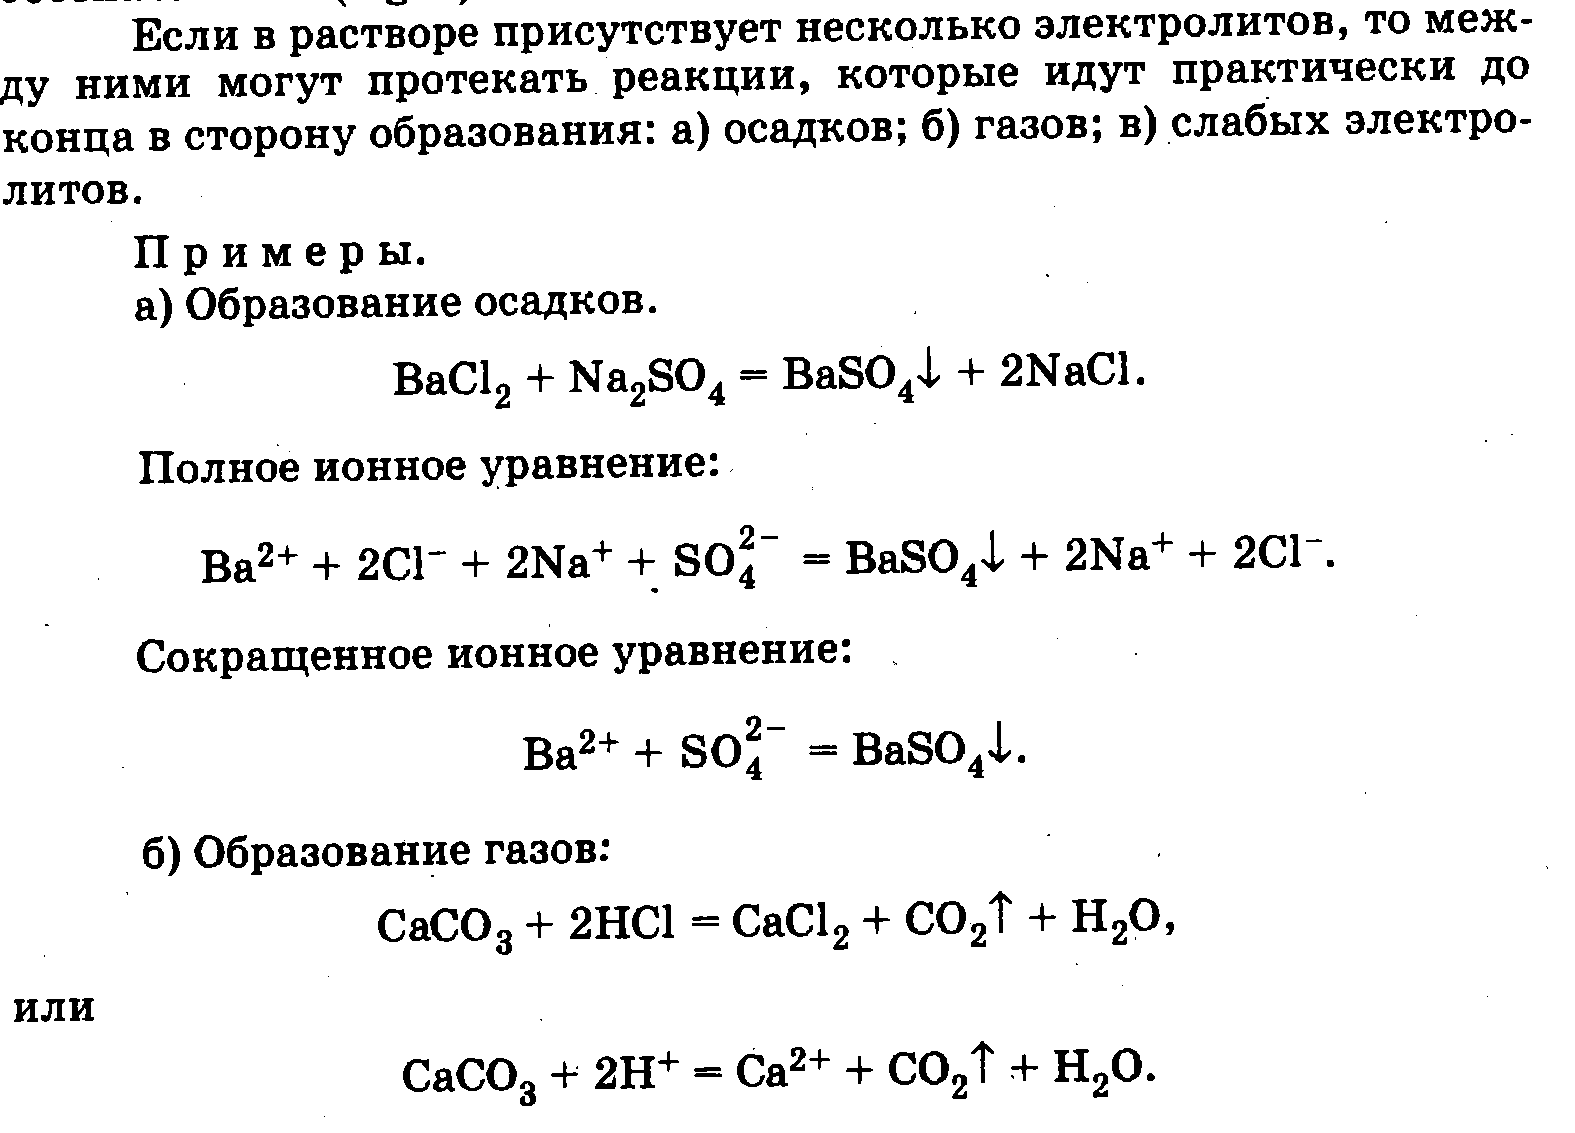 Если в растворе присутствует несколько электролитов, то меж-
ду ними могут протекать реакции, которые идут практически до
конца в сторону образования: а) осадков; б) газов; в) слабых электро-
литов.
Примеры.
а) Образование осадков.
BaCl₂ + Na₂SO₄ = BaSO₄↓ + 2NaCl.
Полное ионное уравнение:
Ba²⁺ + 2Cl⁻ + 2Na⁺ + SO₄²⁻ = BaSO₄↓ + 2Na⁺ + 2Cl⁻.
Сокращенное ионное уравнение:
Ba²⁺ + SO₄²⁻ = BaSO₄↓.
б) Образование газов:
CaCO₃ + 2HCl = CaCl₂ + CO₂↑ + H₂O,
или
CaCO₃ + 2H⁺ = Ca²⁺ + CO₂↑ + H₂O.